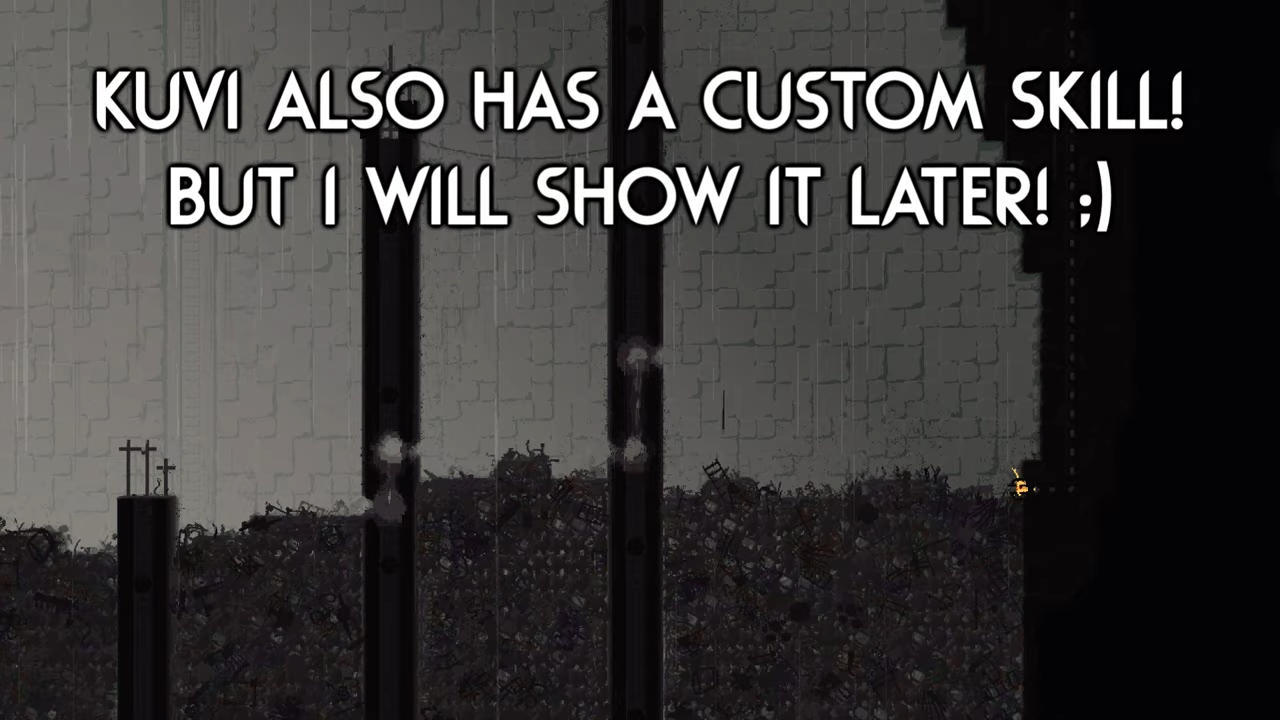 KUVI ALSO HAS A CUSTOM SKILL!
BUT I WILL SHOW IT LATER! ;)